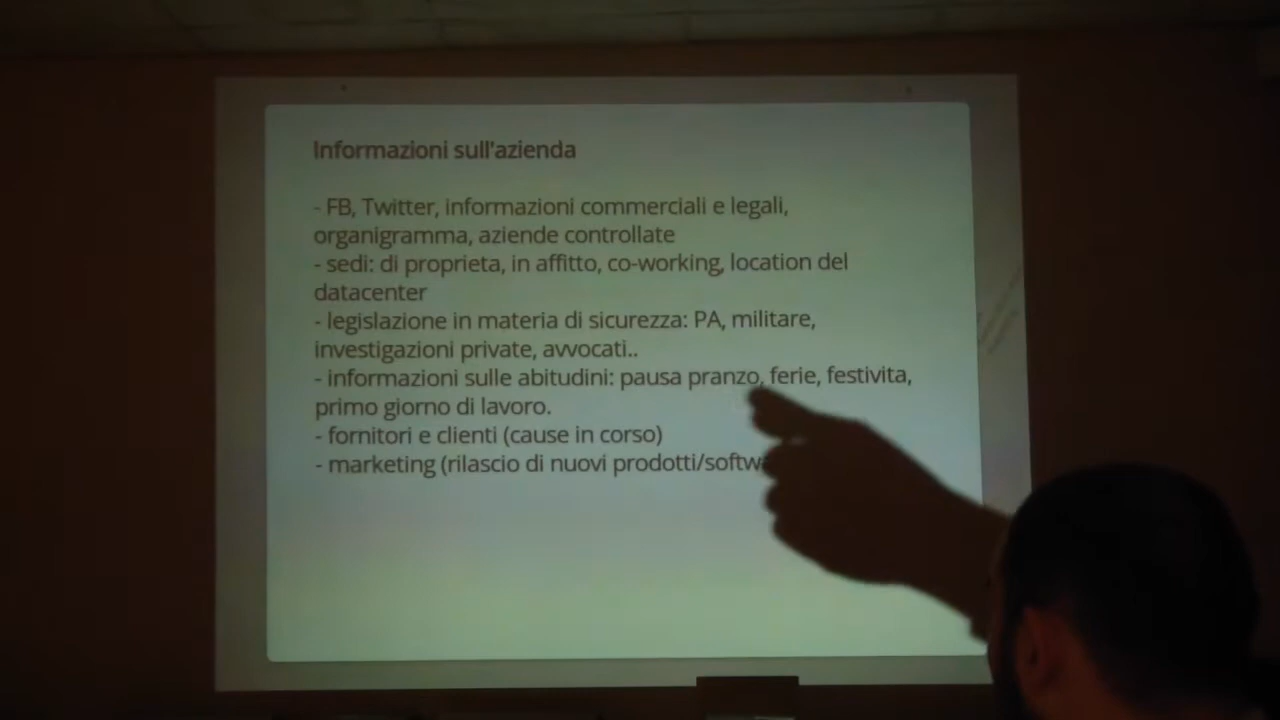 Informazioni sull'azienda
- FB, Twitter, informazioni commerciali e legali,
organigramma, aziende controllate
- sedi: di proprieta, in affitto, co-working, location del
datacenter
- legislazione in materia di sicurezza: PA, militare,
investigazioni private, avvocati..
- informazioni sulle abitudini: pausa pranzo, ferie, festivita,
primo giorno di lavoro.
- fornitori e clienti (cause in corso)
- marketing (rilascio di nuovi prodotti/softw